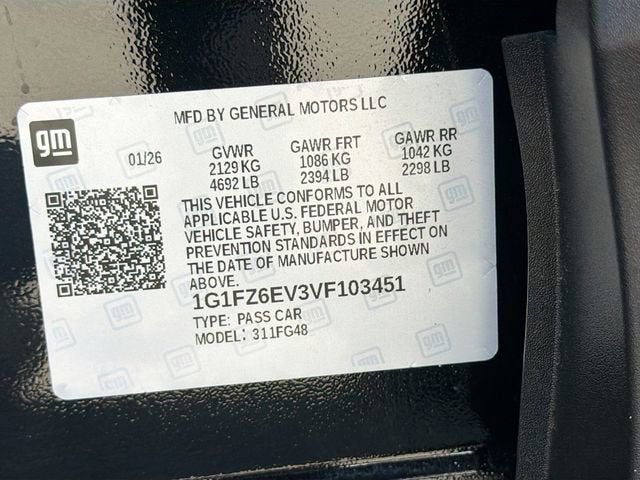 MFD BY GENERAL MOTORS LLC
gm
01/26 GVWR GAWR FRT GAWR RR
2129 KG 1086 KG 1042 KG
4692 LB 2394 LB 2298 LB
THIS VEHICLE CONFORMS TO ALL
APPLICABLE U.S. FEDERAL MOTOR
VEHICLE SAFETY, BUMPER, AND THEFT
PREVENTION STANDARDS IN EFFECT ON
THE DATE OF MANUFACTURE SHOWN
ABOVE.
1G1FZ6EV3VF103451
TYPE: PASS CAR
MODEL: 311FG48